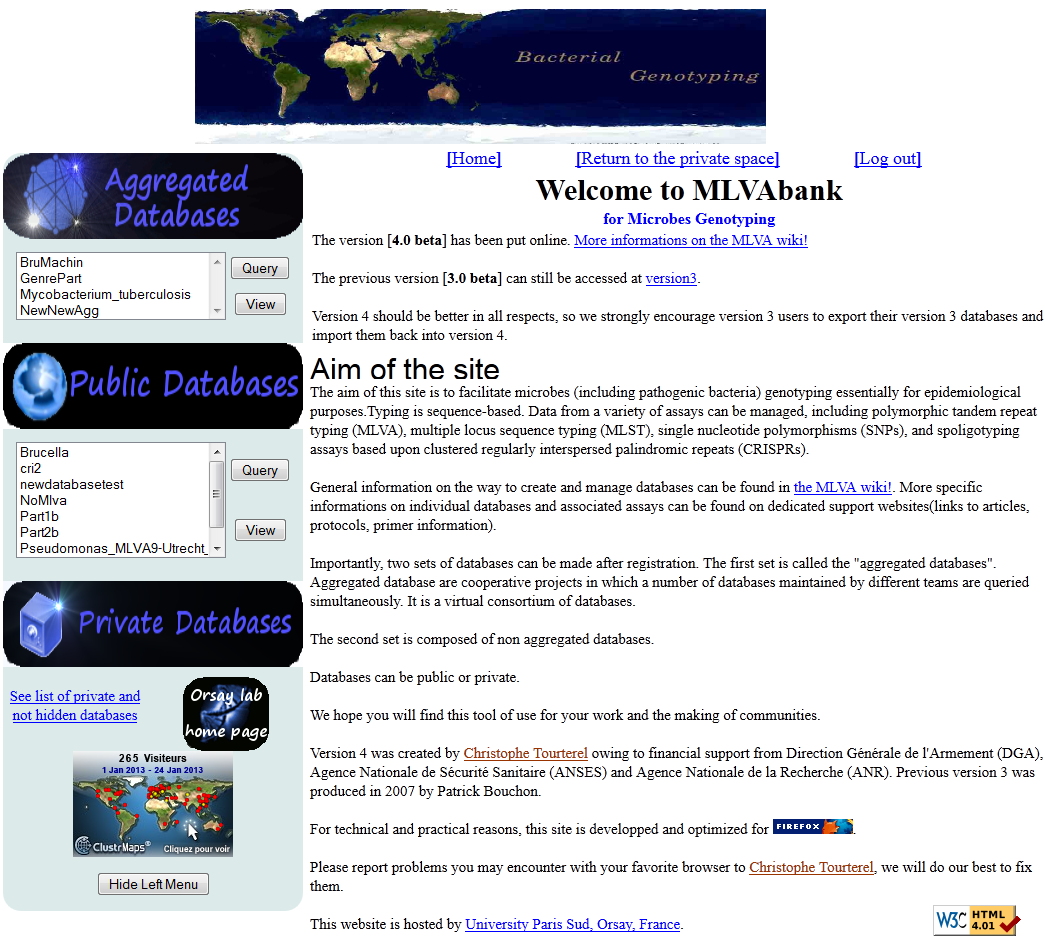 Bacterial
Genotyping
[Home] [Return to the private space] [Log out]
Welcome to MLVAbank
for Microbes Genotyping
Aggregated
Databases
BruMachin
GenrePart
Mycobacterium_tuberculosis
NewNewAgg
Query
View
Public Databases
Brucella
cri2
newdatabasetest
NoMlva
Part1b
Part2b
Pseudomonas_MLVA9-Utrecht_
Query
View
Private Databases
See list of private and
not hidden databases
Orsay lab
home page
265 Visiteurs
1 Jan 2013 - 24 Jan 2013
ClustrMaps® Cliquez pour voir
Hide Left Menu
The version [4.0 beta] has been put online. More informations on the MLVA wiki!
The previous version [3.0 beta] can still be accessed at version3.
Version 4 should be better in all respects, so we strongly encourage version 3 users to export their version 3 databases and
import them back into version 4.
Aim of the site
The aim of this site is to facilitate microbes (including pathogenic bacteria) genotyping essentially for epidemiological
purposes.Typing is sequence-based. Data from a variety of assays can be managed, including polymorphic tandem repeat
typing (MLVA), multiple locus sequence typing (MLST), single nucleotide polymorphisms (SNPs), and spoligotyping
assays based upon clustered regularly interspersed palindromic repeats (CRISPRs).
General information on the way to create and manage databases can be found in the MLVA wiki!. More specific
informations on individual databases and associated assays can be found on dedicated support websites(links to articles,
protocols, primer information).
Importantly, two sets of databases can be made after registration. The first set is called the "aggregated databases".
Aggregated database are cooperative projects in which a number of databases maintained by different teams are queried
simultaneously. It is a virtual consortium of databases.
The second set is composed of non aggregated databases.
Databases can be public or private.
We hope you will find this tool of use for your work and the making of communities.
Version 4 was created by Christophe Tourterel owing to financial support from Direction Générale de l'Armement (DGA),
Agence Nationale de Sécurité Sanitaire (ANSES) and Agence Nationale de la Recherche (ANR). Previous version 3 was
produced in 2007 by Patrick Bouchon.
For technical and practical reasons, this site is developped and optimized for FIREFOX.
Please report problems you may encounter with your favorite browser to Christophe Tourterel, we will do our best to fix
them.
This website is hosted by University Paris Sud, Orsay, France.
W3C HTML
4.01